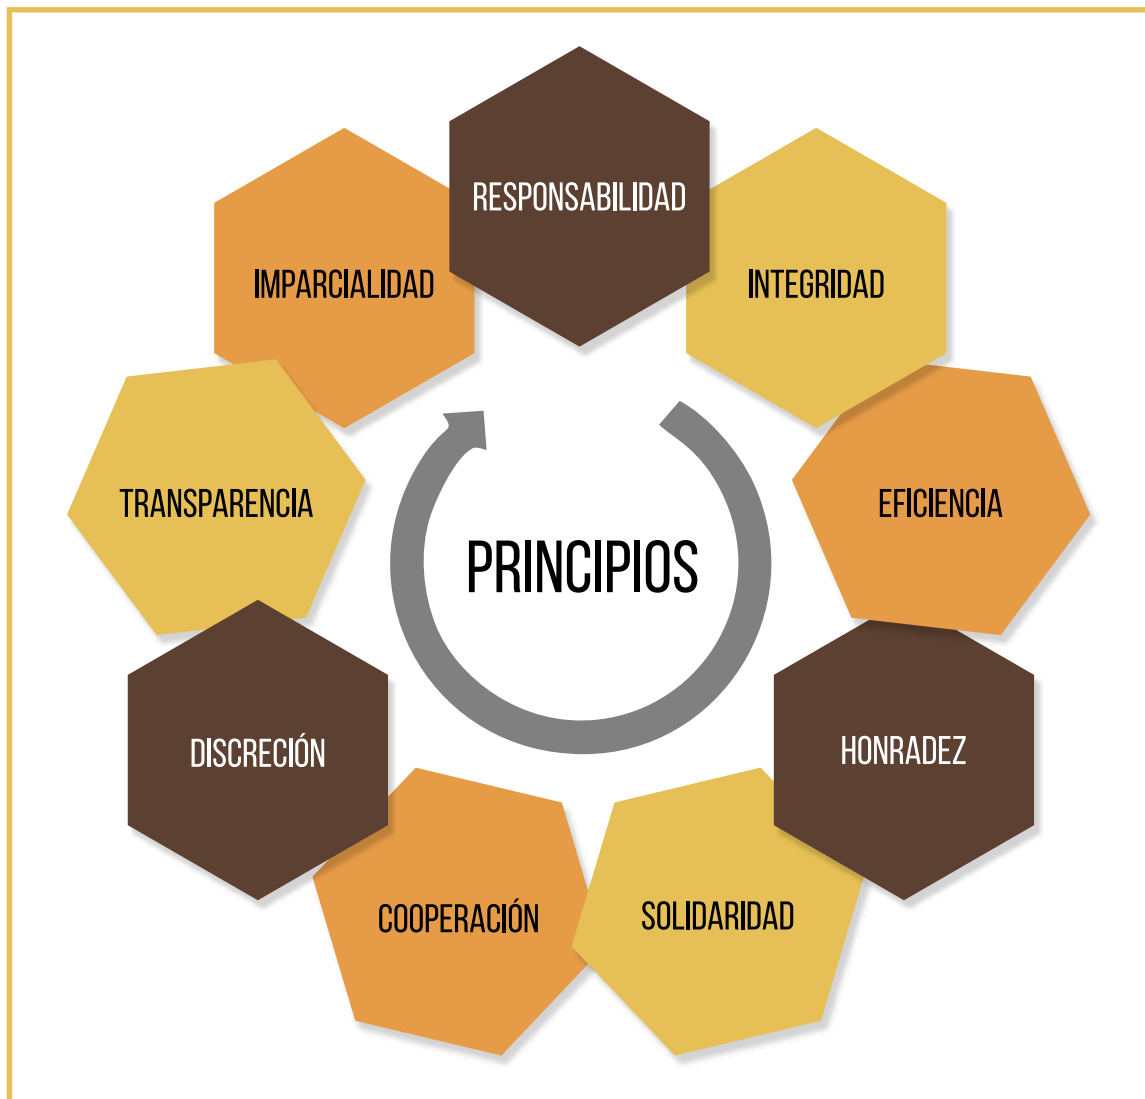 RESPONSABILIDAD
INTEGRIDAD
EFICIENCIA
HONRADEZ
SOLIDARIDAD
COOPERACIÓN
DISCRECIÓN
TRANSPARENCIA
IMPARCIALIDAD
PRINCIPIOS